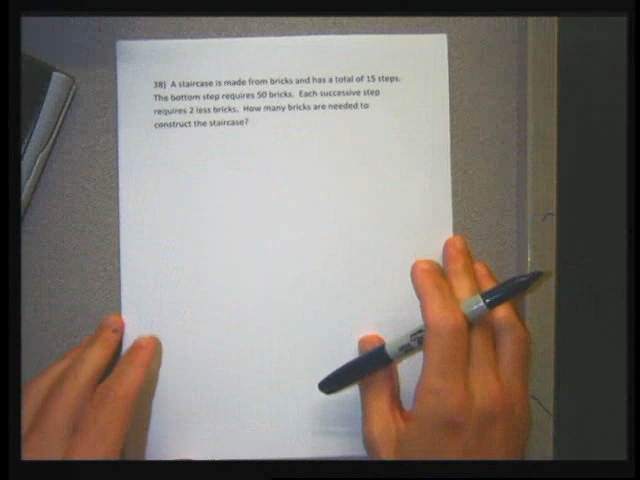 38) A staircase is made from bricks and has a total of 15 steps.
The bottom step requires 50 bricks. Each successive step
requires 2 less bricks. How many bricks are needed to
construct the staircase?